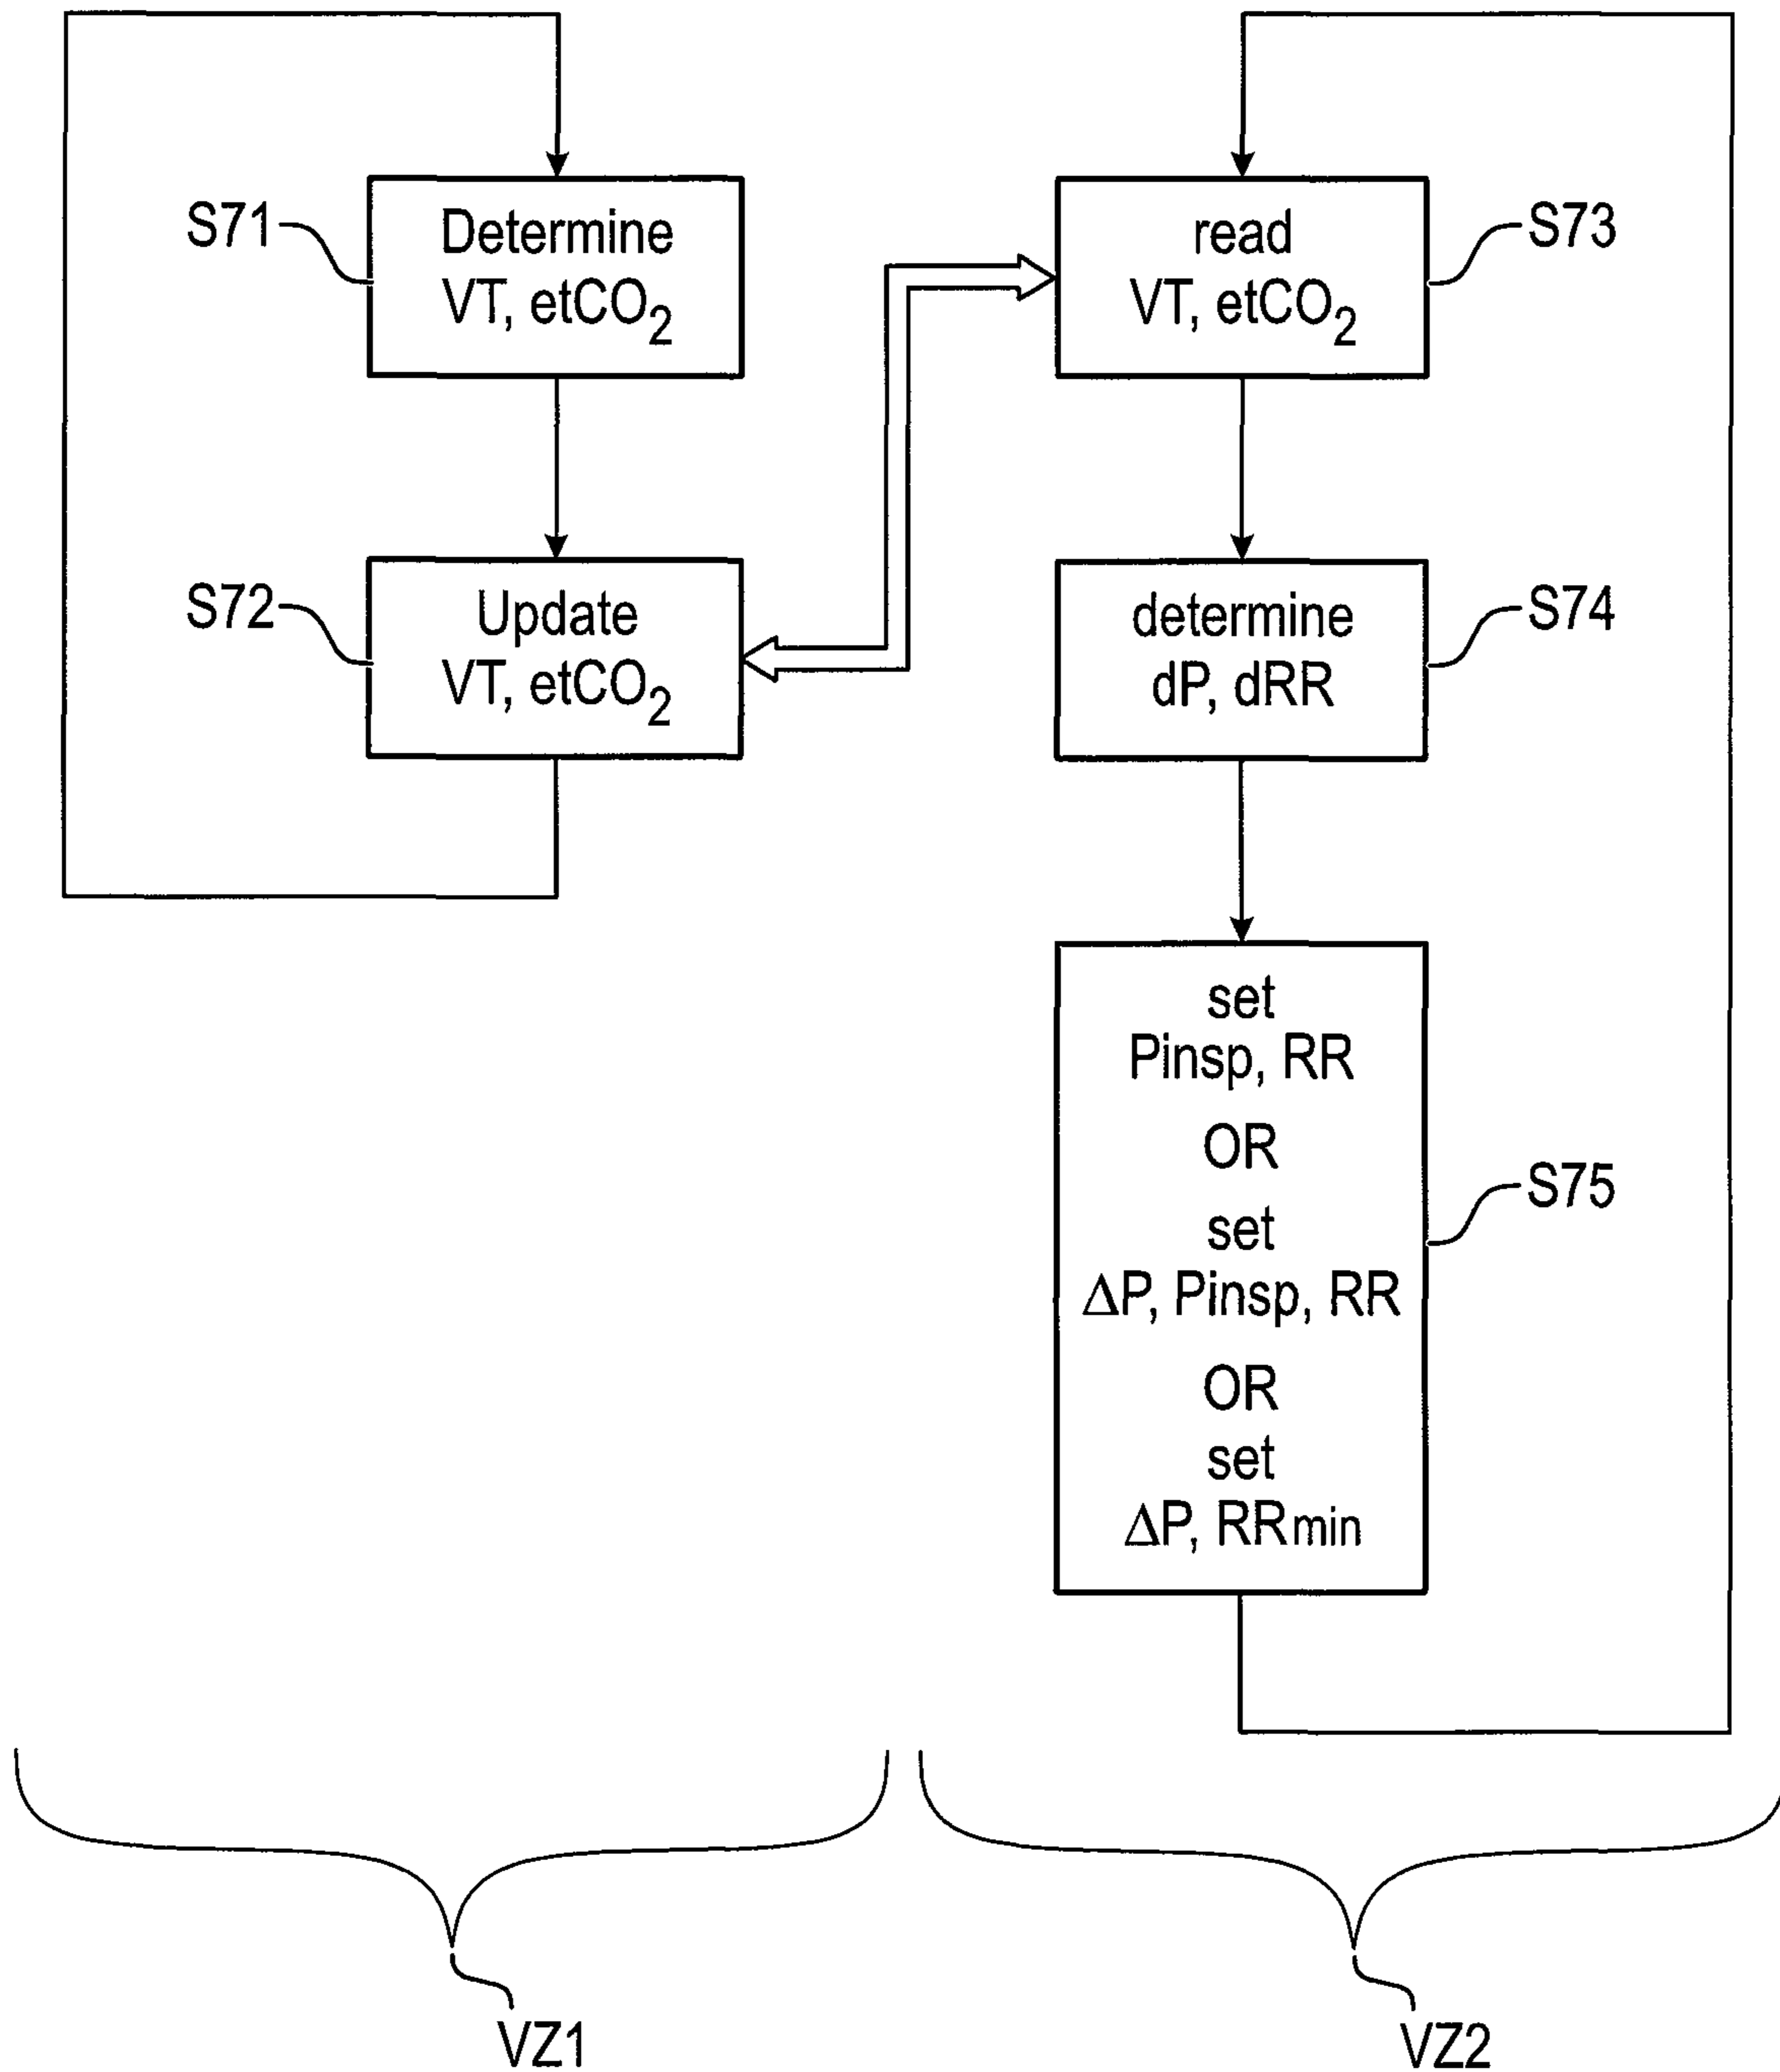 S71
Determine
VT, etCO2
S72
Update
VT, etCO2
read
VT, etCO2
S73
determine
dP, dRR
S74
set
Pinsp, RR
OR
set
ΔP, Pinsp, RR
OR
set
ΔP, RRmin
S75
VZ1
VZ2